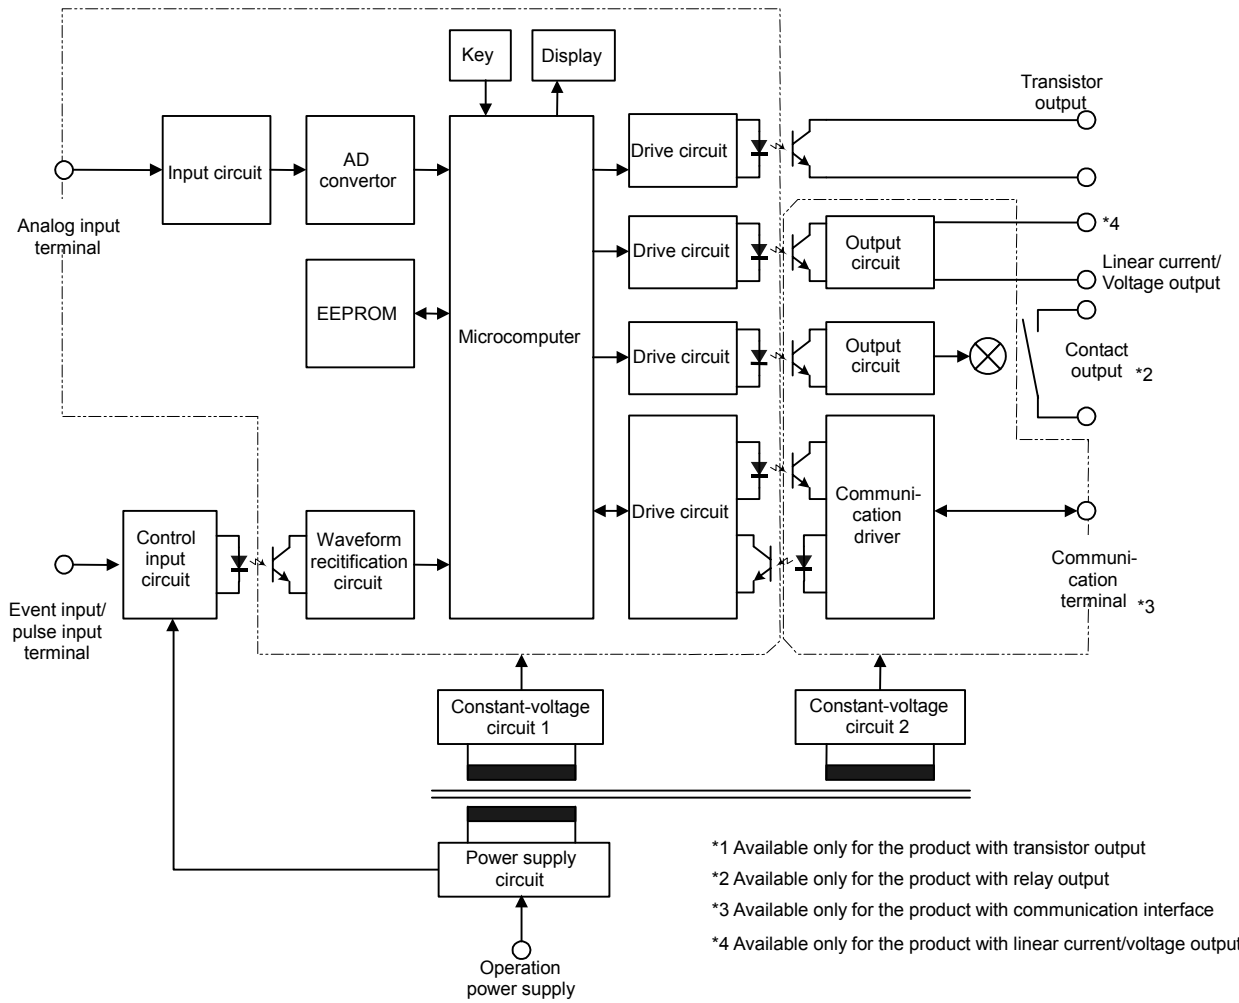 Key
Display
Transistor
output
Input circuit
AD
convertor
Drive circuit
Analog input
terminal
*4
Drive circuit
Output
circuit
Linear current/
Voltage output
EEPROM
Microcomputer
Drive circuit
Output
circuit
Contact
output *2
Control
input
circuit
Waveform
rectification
circuit
Drive circuit
Communi-
cation
driver
Event input/
pulse input
terminal
Communi-
cation
terminal *3
Constant-voltage
circuit 1
Constant-voltage
circuit 2
Power supply
circuit
Operation
power supply
*1 Available only for the product with transistor output
*2 Available only for the product with relay output
*3 Available only for the product with communication interface
*4 Available only for the product with linear current/voltage output